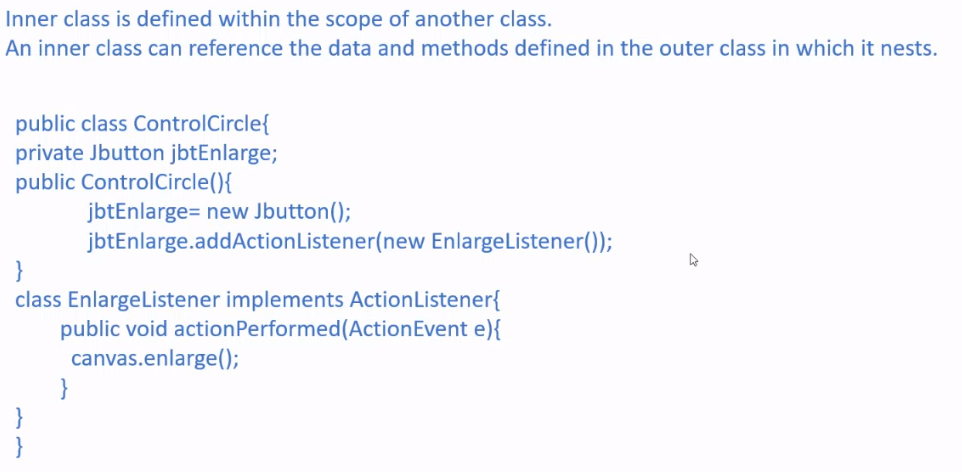 Inner class is defined within the scope of another class.
An inner class can reference the data and methods defined in the outer class in which it nests.
public class ControlCircle{
private Jbutton jbtEnlarge;
public ControlCircle(){
jbtEnlarge= new Jbutton();
jbtEnlarge.addActionListener(new EnlargeListener());
}
class EnlargeListener implements ActionListener{
public void actionPerformed(ActionEvent e){
canvas.enlarge();
}
}
}